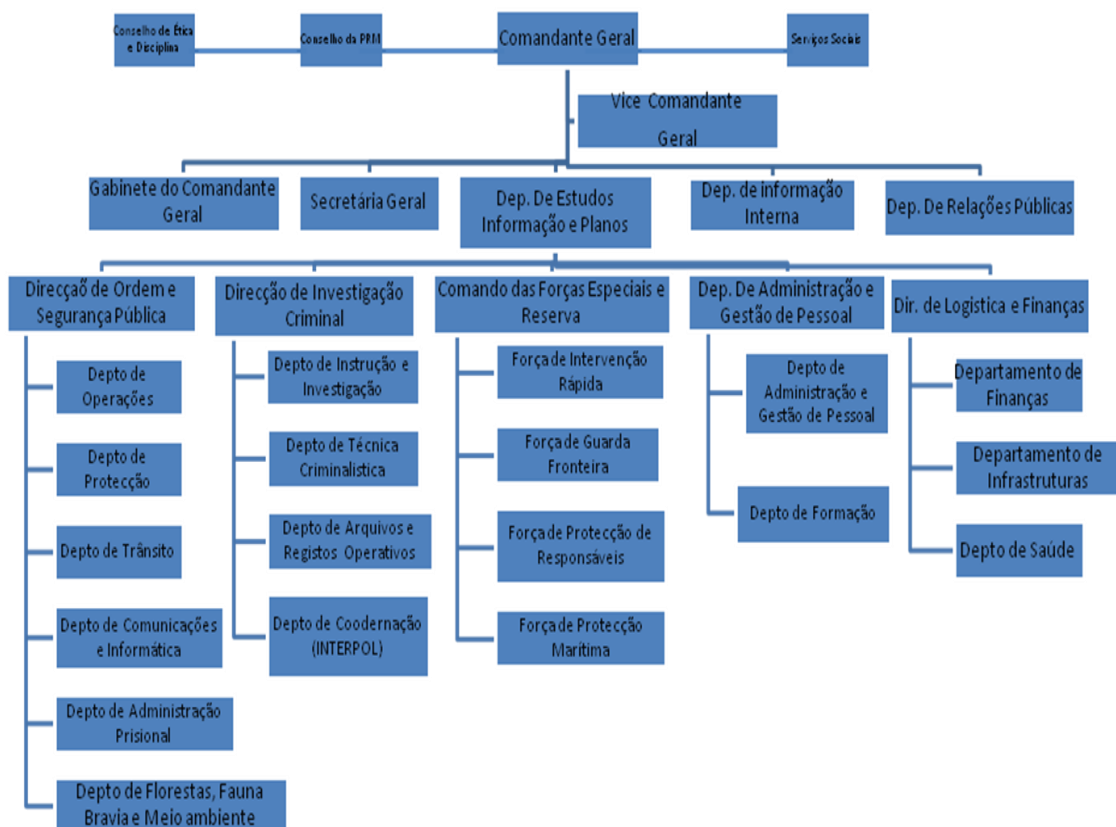 Conselho de Ética
e Disciplina
Conselho da PRM
Comandante Geral
Serviços Sociais
Vice Comandante
Geral
Gabinete do Comandante
Geral
Secretária Geral
Dep. De Estudos
Informação e Planos
Dep. de informação
Interna
Dep. De Relações Públicas
Direcçaõ de Ordem e
Segurança Pública
Direcção de Investigação
Criminal
Comando das Forças Especiais e
Reserva
Dep. De Administração e
Gestão de Pessoal
Dir. de Logistica e Finanças
Depto de
Operações
Depto de
Protecção
Depto de Trânsito
Depto de Comunicações
e Informática
Depto de Administração
Prisional
Depto de Florestas, Fauna
Bravia e Meio ambiente
Depto de Instrução e
Investigação
Depto de Técnica
Criminalistica
Depto de Arquivos e
Registos Operativos
Depto de Coodernação
(INTERPOL)
Força de Intervenção
Rápida
Força de Guarda
Fronteira
Força de Protecção de
Responsáveis
Força de Protecção
Marítima
Depto de
Administração e
Gestão de Pessoal
Depto de Formação
Departamento de
Finanças
Departamento de
Infrastruturas
Depto de Saúde